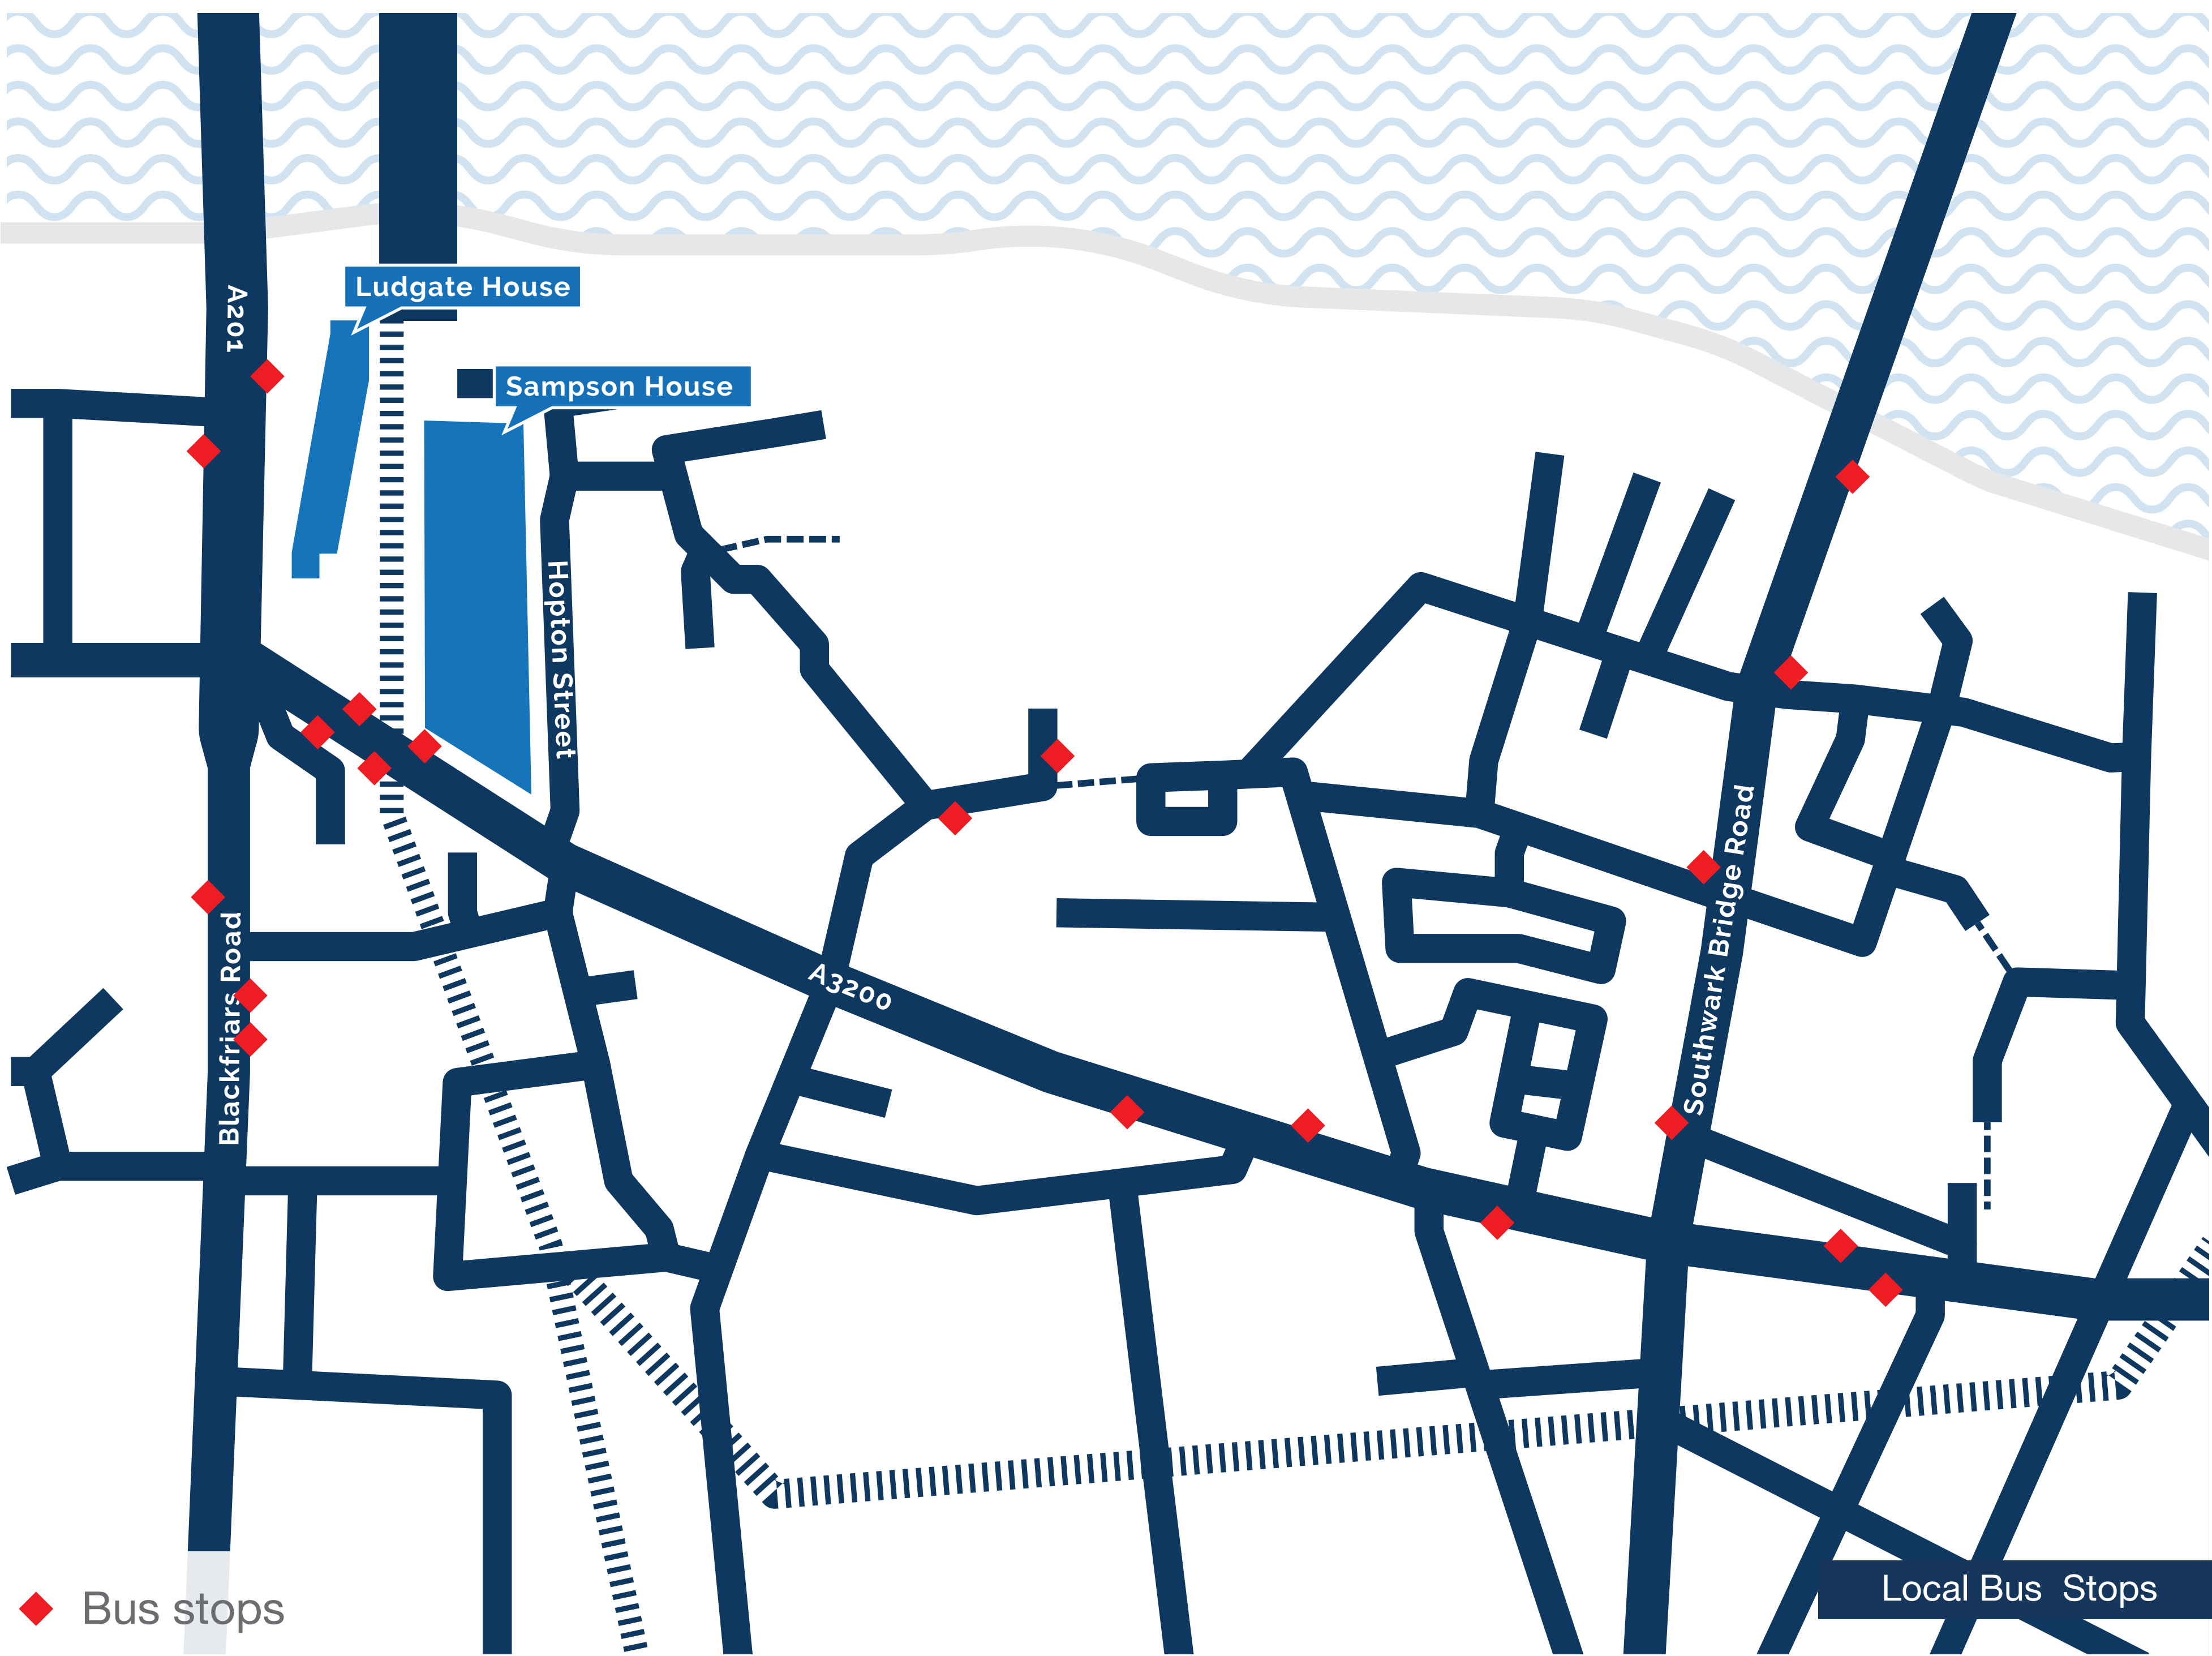 A201
Ludgate House
Sampson House
Hopton Street
Blackfriars Road
A3200
Southwark Bridge Road
Bus stops
Local Bus Stops